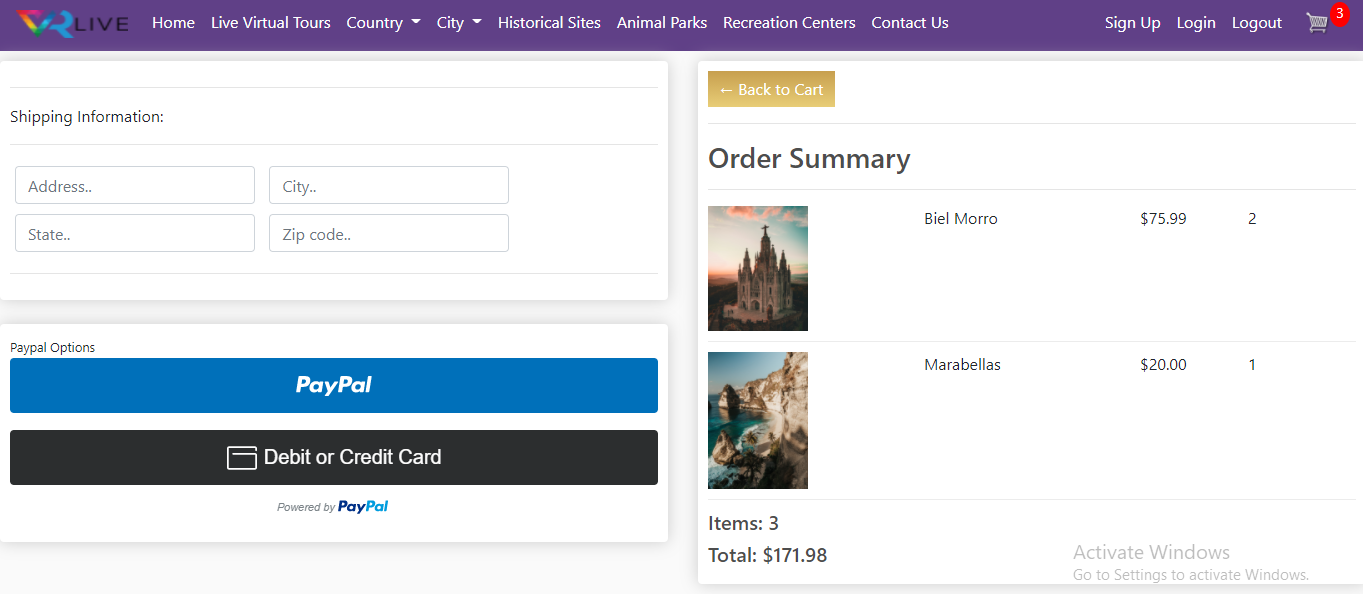 VR LIVE Home Live Virtual Tours Country City Historical Sites Animal Parks Recreation Centers Contact Us Sign Up Login Logout 3
Shipping Information:
Address.. City..
State.. Zip code..
Paypal Options
PayPal
Debit or Credit Card
Powered by PayPal
← Back to Cart
Order Summary
Biel Morro $75.99 2
Marabellas $20.00 1
Items: 3
Total: $171.98
Activate Windows
Go to Settings to activate Windows.